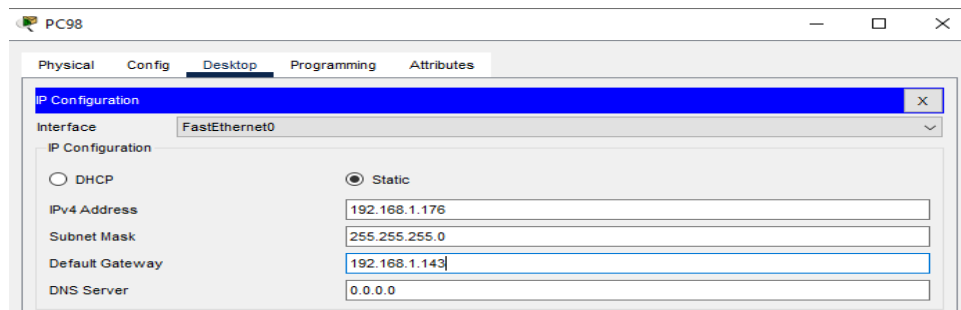 PC98
Physical Config Desktop Programming Attributes
IP Configuration X
Interface FastEthernet0
IP Configuration
DHCP Static
IPv4 Address 192.168.1.176
Subnet Mask 255.255.255.0
Default Gateway 192.168.1.143
DNS Server 0.0.0.0